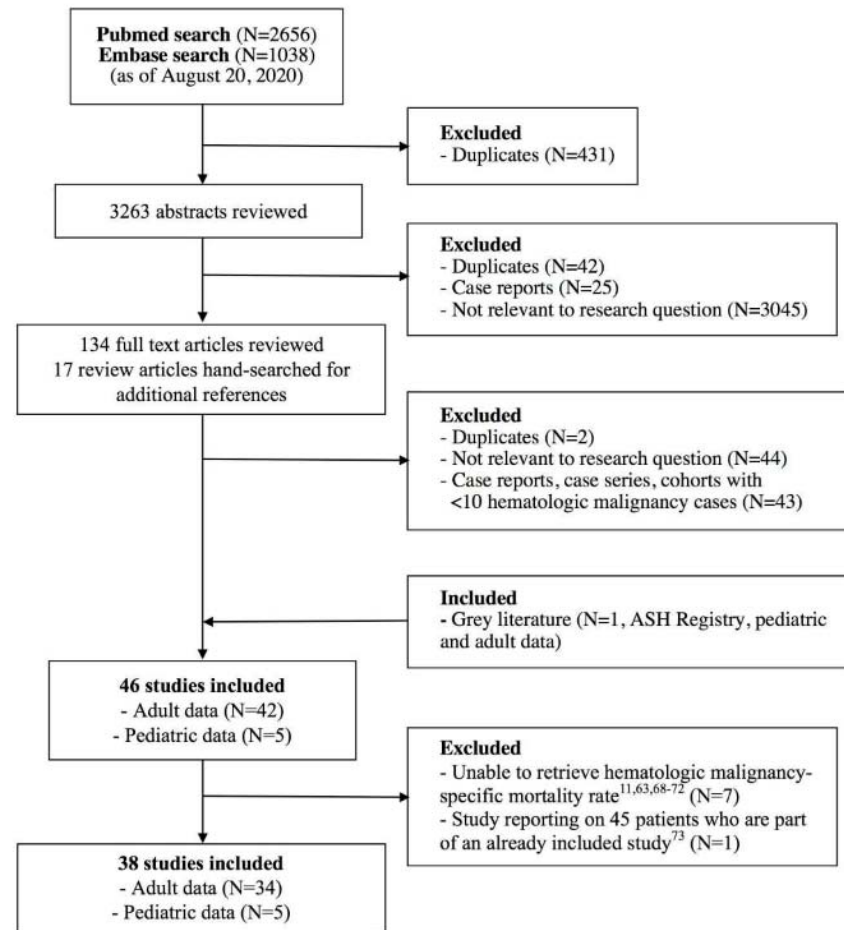 Pubmed search (N=2656)
Embase search (N=1038)
(as of August 20, 2020)
Excluded
- Duplicates (N=431)
3263 abstracts reviewed
Excluded
- Duplicates (N=42)
- Case reports (N=25)
- Not relevant to research question (N=3045)
134 full text articles reviewed
17 review articles hand-searched for
additional references
Excluded
- Duplicates (N=2)
- Not relevant to research question (N=44)
- Case reports, case series, cohorts with
<10 hematologic malignancy cases (N=43)
Included
- Grey literature (N=1, ASH Registry, pediatric
and adult data)
46 studies included
- Adult data (N=42)
- Pediatric data (N=5)
Excluded
- Unable to retrieve hematologic malignancy-
specific mortality rate11,63,68-72 (N=7)
- Study reporting on 45 patients who are part
of an already included study73 (N=1)
38 studies included
- Adult data (N=34)
- Pediatric data (N=5)